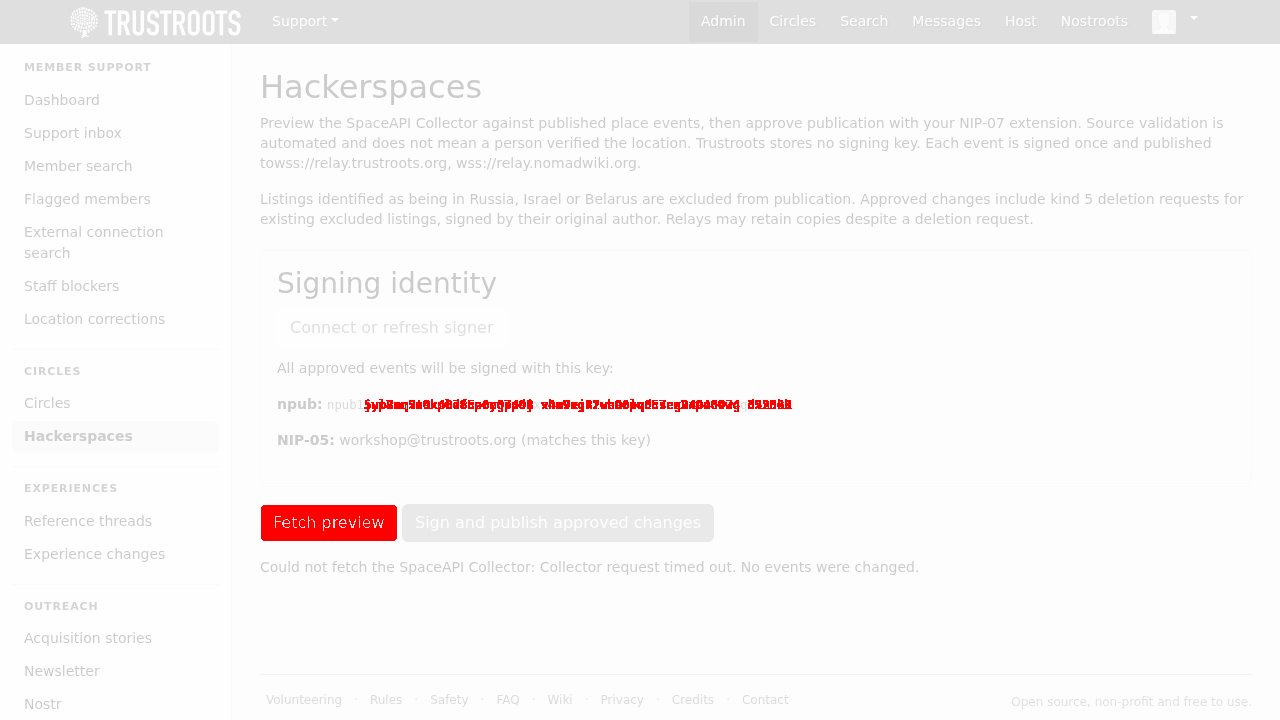 TRUSTROOTS
Support
Admin
Circles
Search
Messages
Host
Nostroots
MEMBER SUPPORT
Dashboard
Support inbox
Member search
Flagged members
External connection
search
Staff blockers
Location corrections
CIRCLES
Circles
Hackerspaces
EXPERIENCES
Reference threads
Experience changes
OUTREACH
Acquisition stories
Newsletter
Nostr
Hackerspaces
Preview the SpaceAPI Collector against published place events, then approve publication with your NIP-07 extension. Source validation is
automated and does not mean a person verified the location. Trustroots stores no signing key. Each event is signed once and published
towss://relay.trustroots.org, wss://relay.nomadwiki.org.
Listings identified as being in Russia, Israel or Belarus are excluded from publication. Approved changes include kind 5 deletion requests for
existing excluded listings, signed by their original author. Relays may retain copies despite a deletion request.
Signing identity
Connect or refresh signer
All approved events will be signed with this key:
npub:
NIP-05: workshop@trustroots.org (matches this key)
Fetch preview
Sign and publish approved changes
Could not fetch the SpaceAPI Collector: Collector request timed out. No events were changed.
Volunteering · Rules · Safety · FAQ · Wiki · Privacy · Credits · Contact
Open source, non-profit and free to use.